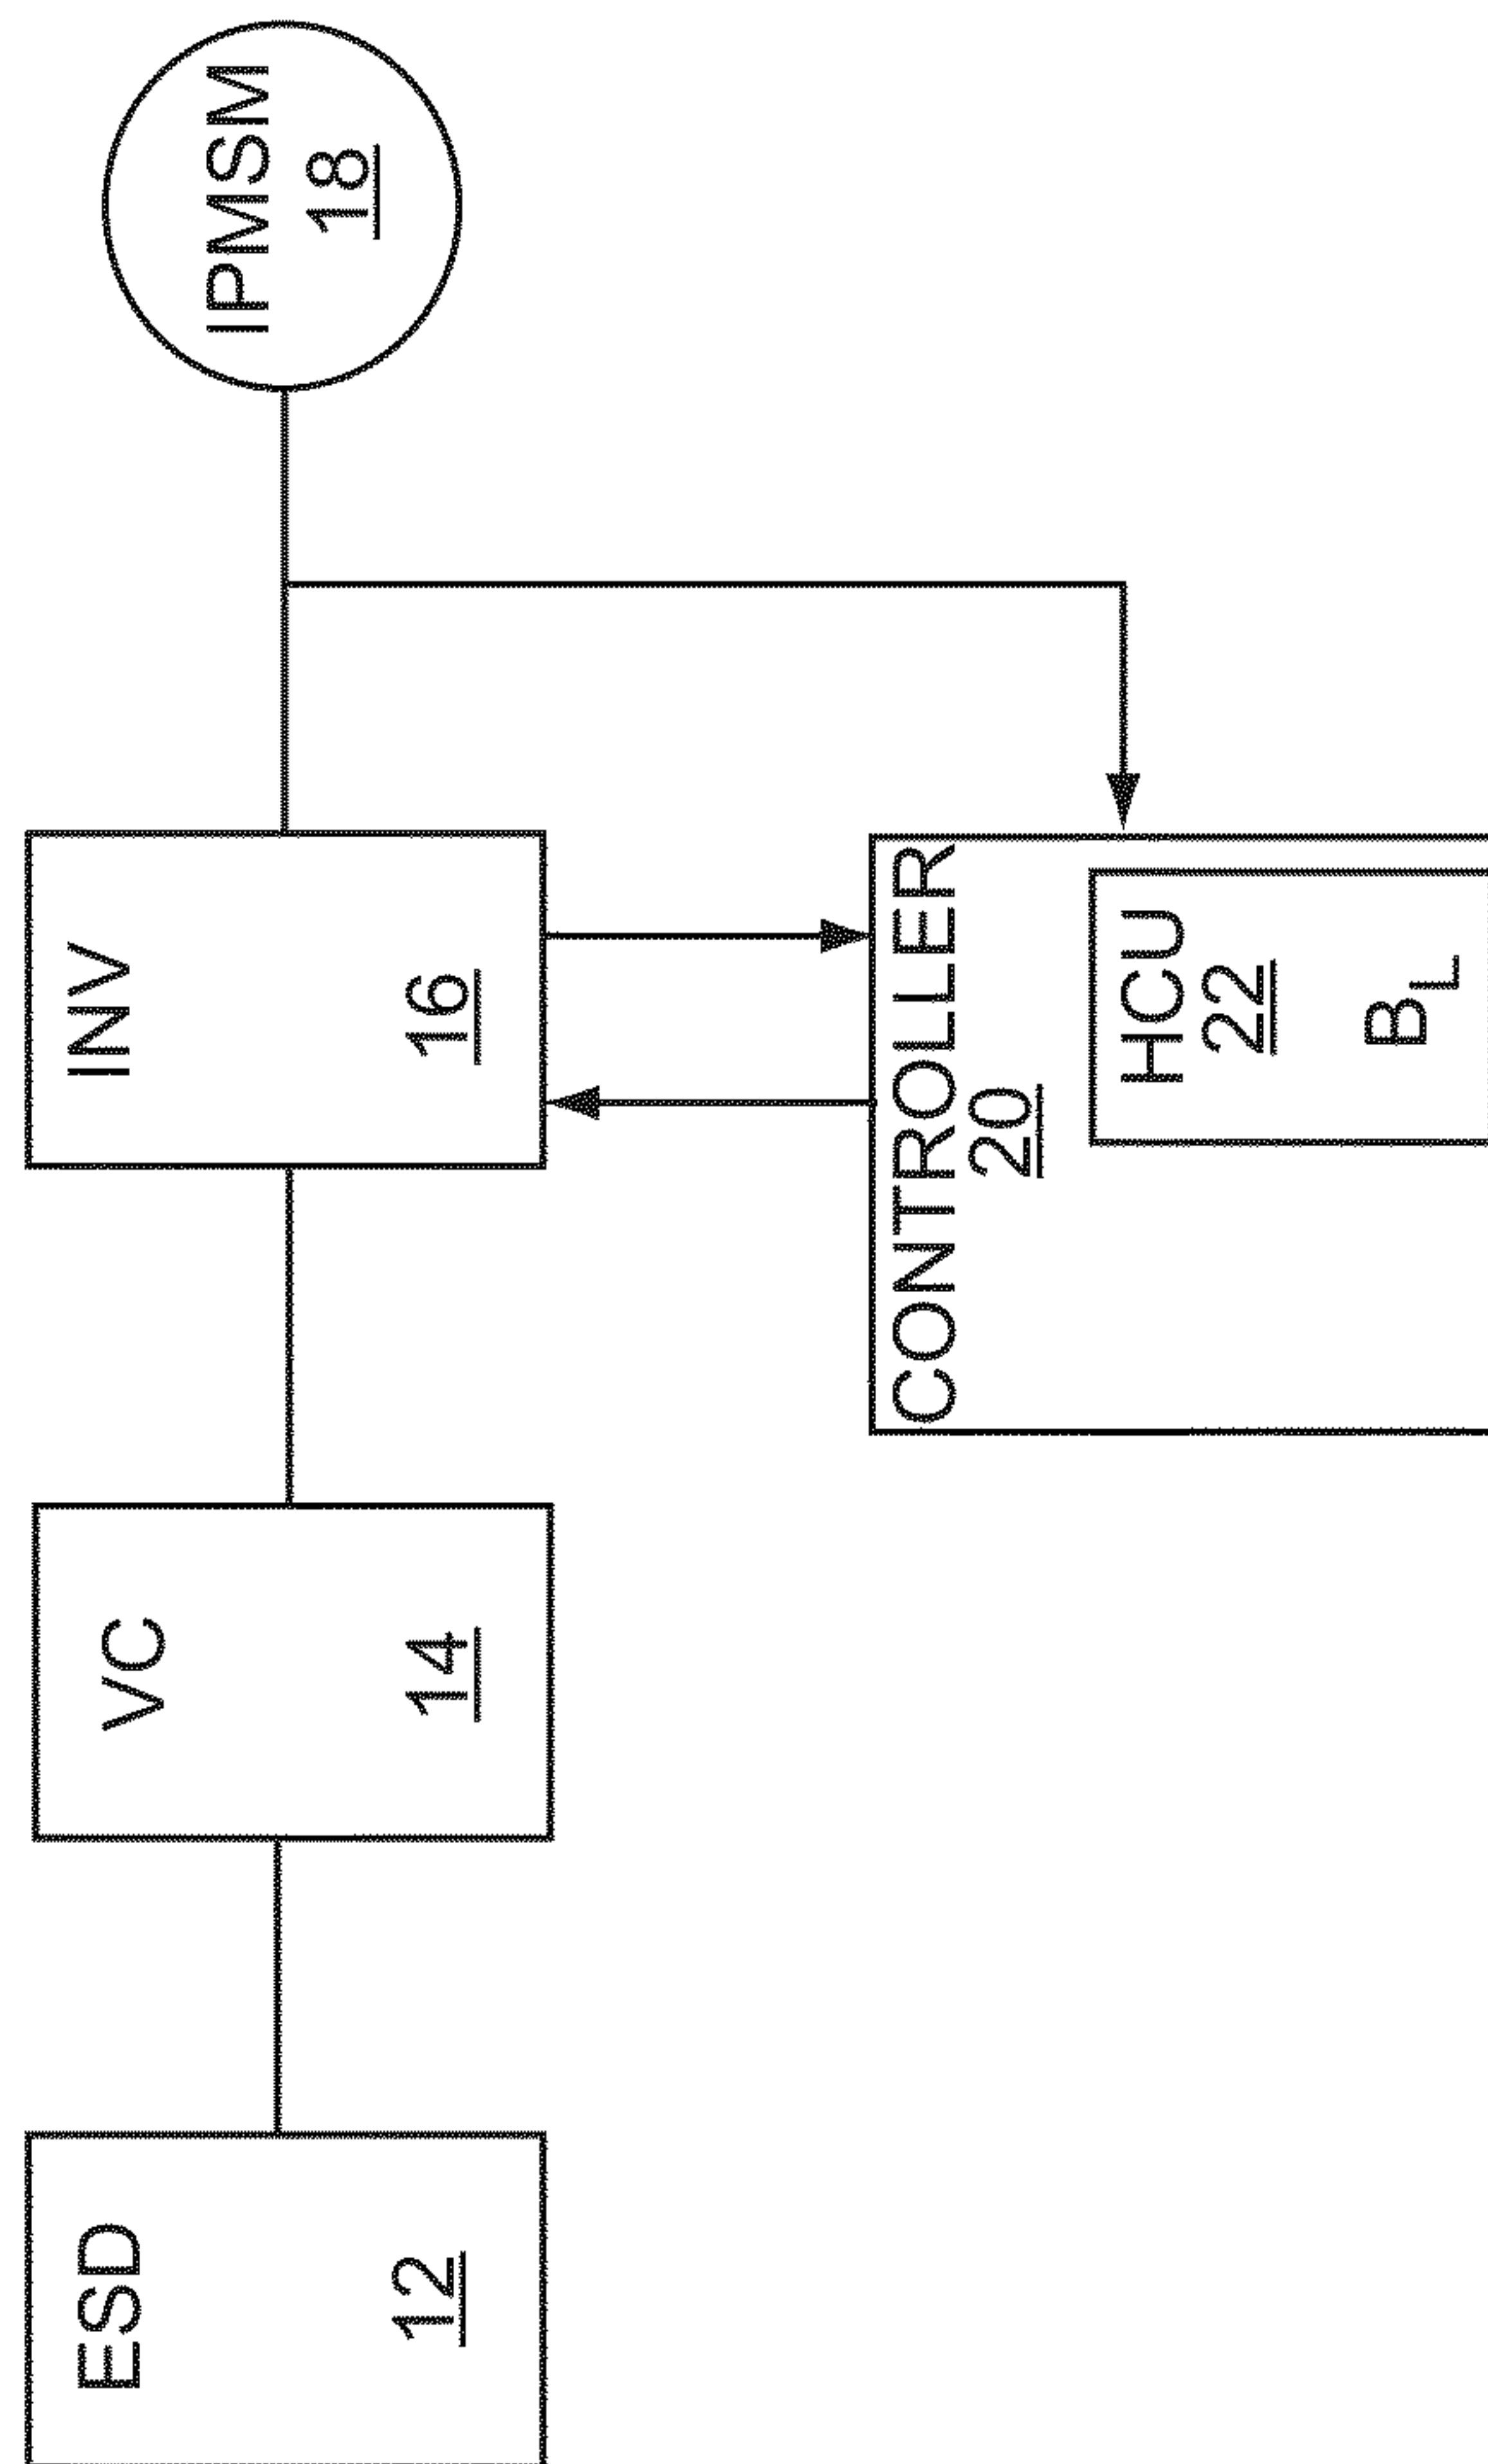 ESD
12
VC
14
INV
16
IPMSM
18
CONTROLLER
20
HCU
22
B_L